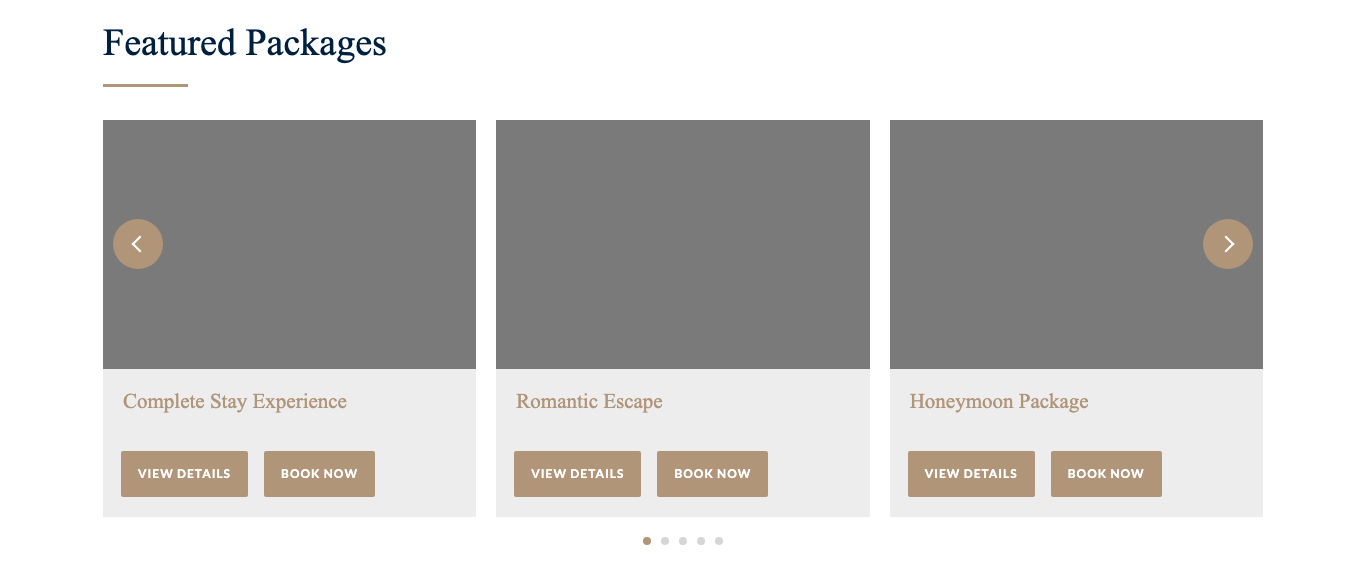 Featured Packages
Complete Stay Experience
Romantic Escape
Honeymoon Package
VIEW DETAILS
BOOK NOW
VIEW DETAILS
BOOK NOW
VIEW DETAILS
BOOK NOW